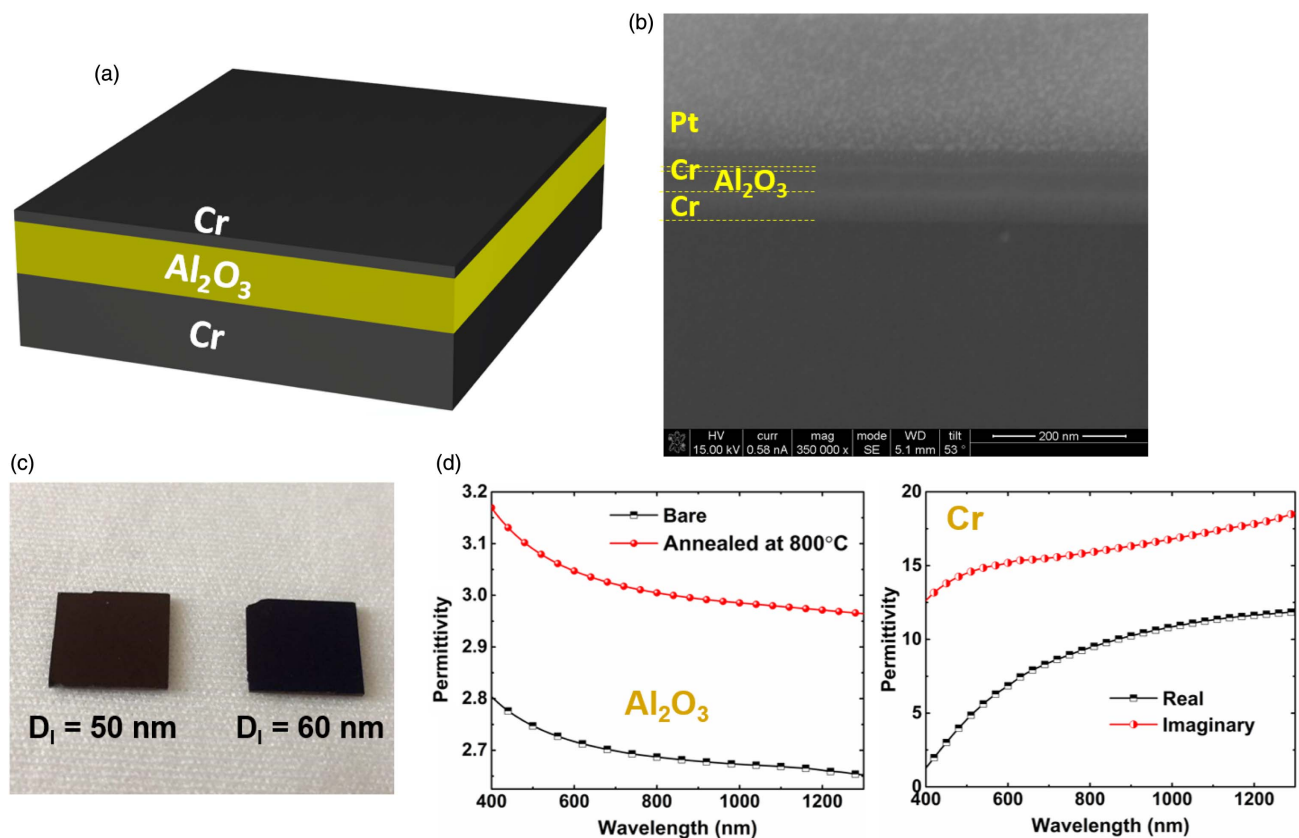 (a)
Cr
Al₂O₃
Cr
(b)
Pt
Cr
Al₂O₃
Cr
HV curr mag mode WD tilt
200 nm
15.00 kV 0.58 nA 350 000 x SE 5.1 mm 53 °
(c)
D_I = 50 nm
D_I = 60 nm
(d)
3.2
3.1
3.0
2.9
2.8
2.7
Permittivity
Bare
Annealed at 800°C
Al₂O₃
400 600 800 1000 1200
Wavelength (nm)
20
15
10
5
0
Permittivity
Cr
Real
Imaginary
400 600 800 1000 1200
Wavelength (nm)